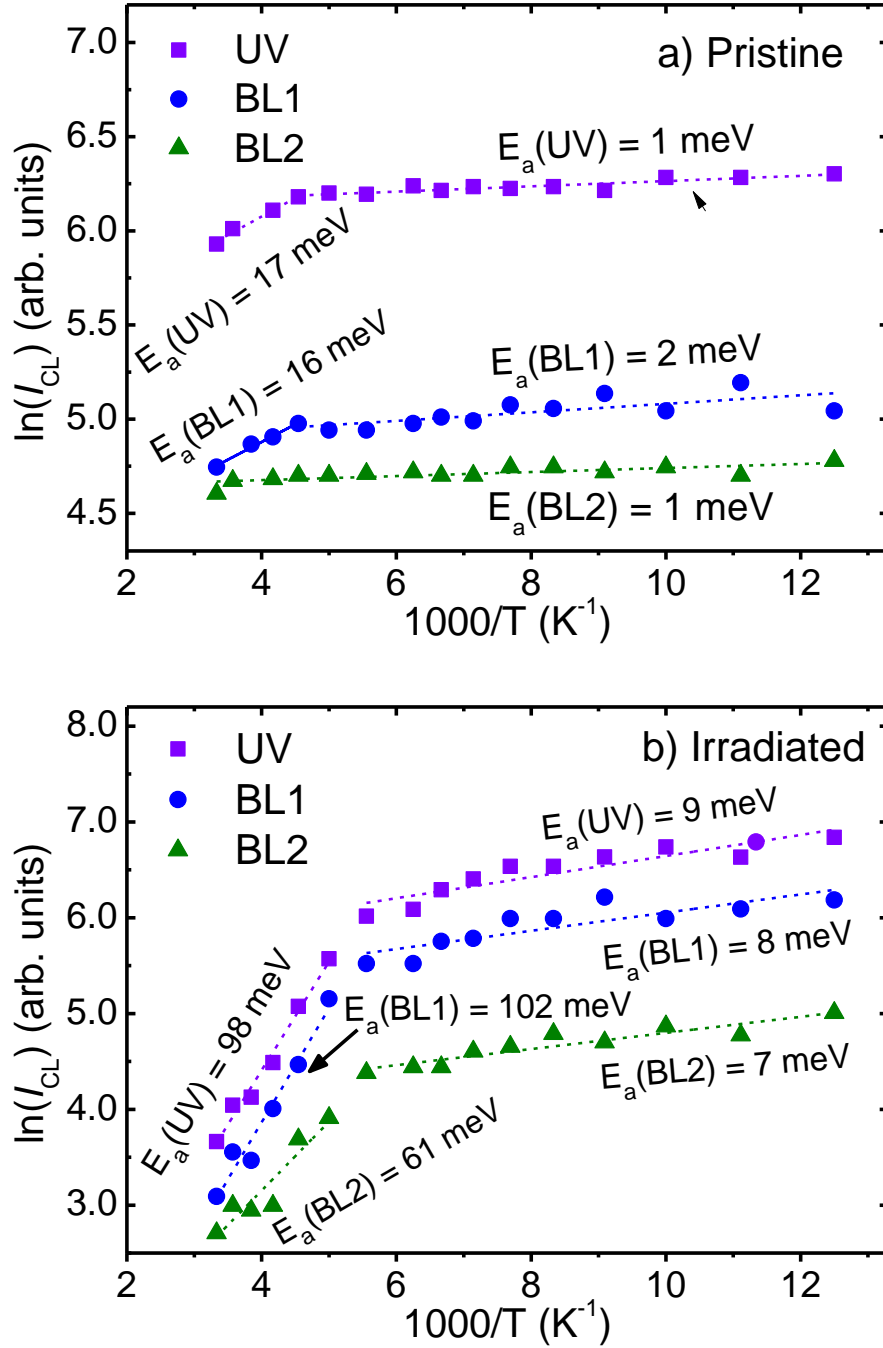 7.0
6.5
6.0
5.5
5.0
4.5
ln(I_CL) (arb. units)
UV
BL1
BL2
a) Pristine
E_a(UV) = 1 meV
E_a(UV) = 17 meV
E_a(BL1) = 16 meV
E_a(BL1) = 2 meV
E_a(BL2) = 1 meV
2 4 6 8 10 12
1000/T (K⁻¹)
8.0
7.0
6.0
5.0
4.0
3.0
ln(I_CL) (arb. units)
UV
BL1
BL2
b) Irradiated
E_a(UV) = 9 meV
E_a(BL1) = 8 meV
E_a(UV) = 98 meV
E_a(BL1) = 102 meV
E_a(BL2) = 7 meV
E_a(BL2) = 61 meV
2 4 6 8 10 12
1000/T (K⁻¹)